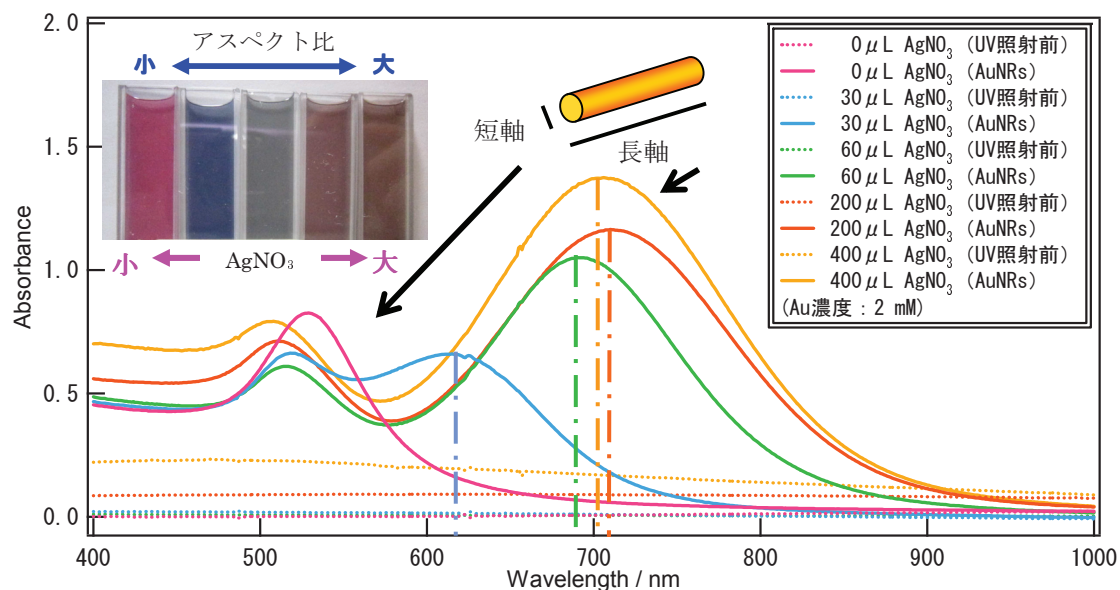 2.0
1.5
1.0
0.5
0.0
Absorbance
400
500
600
700
800
900
1000
Wavelength / nm
アスペクト比
小
大
小
AgNO₃
大
短軸
長軸
0μL AgNO₃ (UV照射前)
0μL AgNO₃ (AuNRs)
30μL AgNO₃ (UV照射前)
30μL AgNO₃ (AuNRs)
60μL AgNO₃ (UV照射前)
60μL AgNO₃ (AuNRs)
200μL AgNO₃ (UV照射前)
200μL AgNO₃ (AuNRs)
400μL AgNO₃ (UV照射前)
400μL AgNO₃ (AuNRs)
(Au濃度：2 mM)